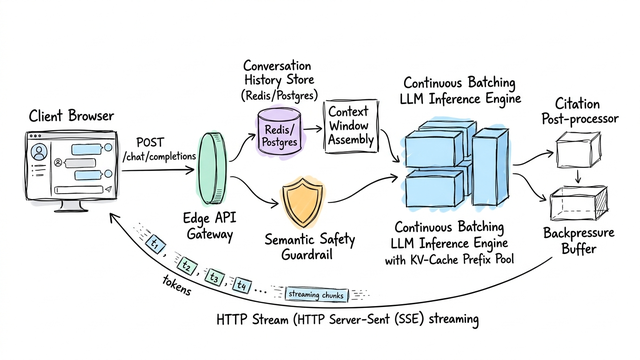 Client Browser
POST
/chat/completions
Edge API
Gateway
Conversation
History Store
(Redis/Postgres)
Redis/
Postgres
Context
Window
Assembly
Semantic Safety
Guardrail
Continuous Batching
LLM Inference Engine
Continuous Batching
LLM Inference Engine
with KV-Cache Prefix Pool
Citation
Post-processor
Backpressure
Buffer
t1,
t2
t3,
t4
...
streaming chunks
tokens
HTTP Stream (HTTP Server-Sent (SSE) streaming